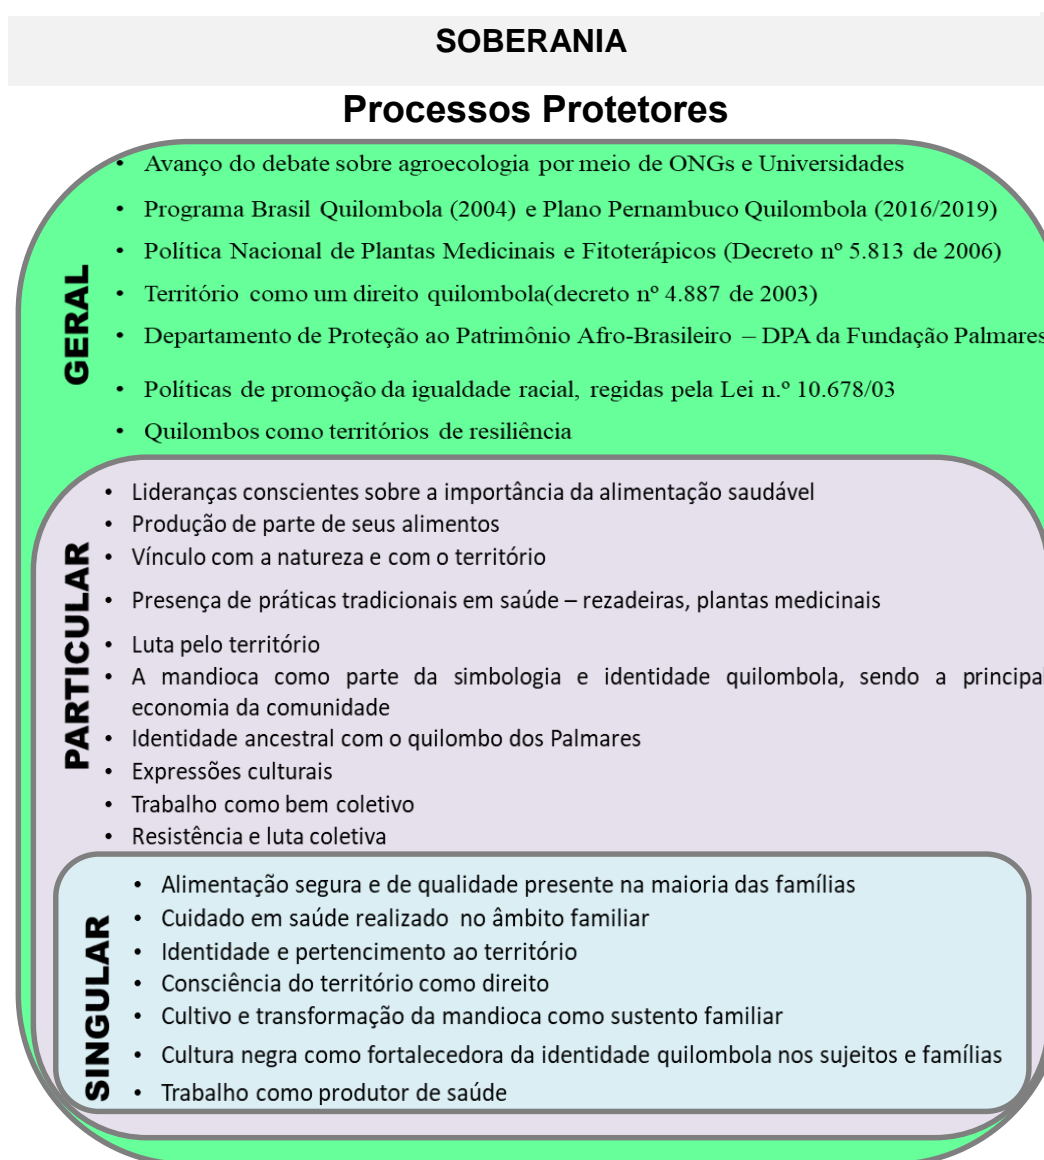 SOBERANIA
Processos Protetores
GERAL
• Avanço do debate sobre agroecologia por meio de ONGs e Universidades
• Programa Brasil Quilombola (2004) e Plano Pernambuco Quilombola (2016/2019)
• Política Nacional de Plantas Medicinais e Fitoterápicos (Decreto nº 5.813 de 2006)
• Território como um direito quilombola(decreto nº 4.887 de 2003)
• Departamento de Proteção ao Patrimônio Afro-Brasileiro – DPA da Fundação Palmares
• Políticas de promoção da igualdade racial, regidas pela Lei n.º 10.678/03
• Quilombos como territórios de resiliência
PARTICULAR
• Lideranças conscientes sobre a importância da alimentação saudável
• Produção de parte de seus alimentos
• Vínculo com a natureza e com o território
• Presença de práticas tradicionais em saúde – rezadeiras, plantas medicinais
• Luta pelo território
• A mandioca como parte da simbologia e identidade quilombola, sendo a principal
economia da comunidade
• Identidade ancestral com o quilombo dos Palmares
• Expressões culturais
• Trabalho como bem coletivo
• Resistência e luta coletiva
SINGULAR
• Alimentação segura e de qualidade presente na maioria das famílias
• Cuidado em saúde realizado no âmbito familiar
• Identidade e pertencimento ao território
• Consciência do território como direito
• Cultivo e transformação da mandioca como sustento familiar
• Cultura negra como fortalecedora da identidade quilombola nos sujeitos e famílias
• Trabalho como produtor de saúde